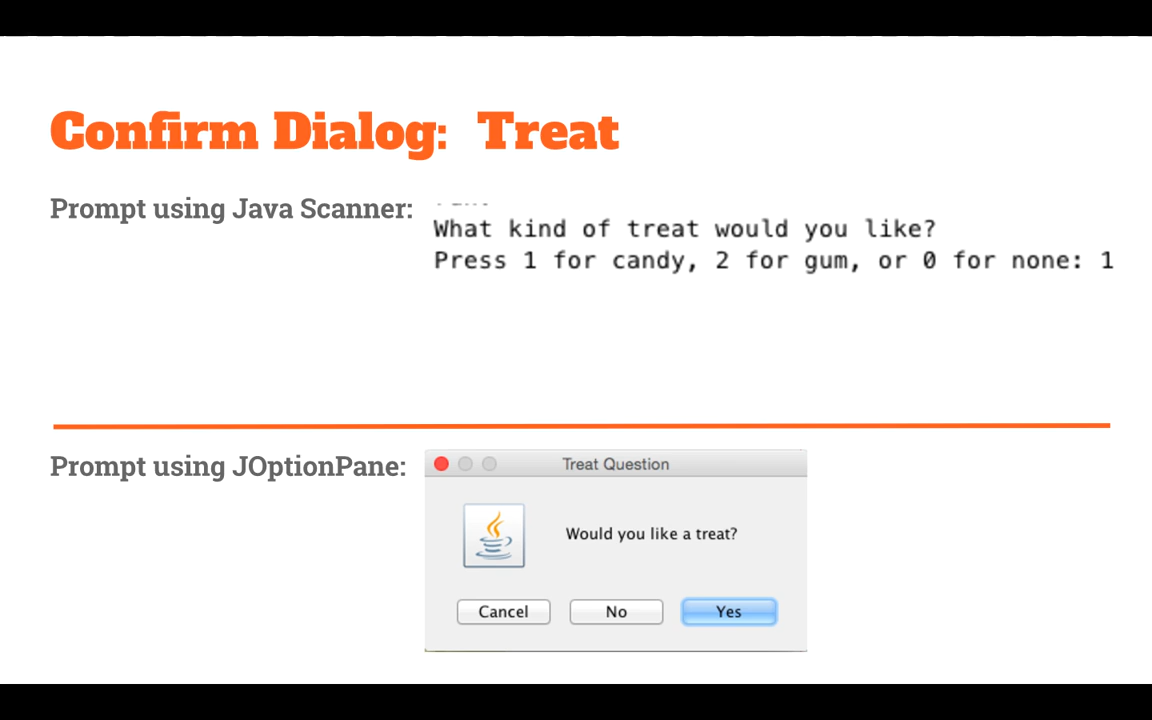 Confirm Dialog: Treat
Prompt using Java Scanner:
What kind of treat would you like?
Press 1 for candy, 2 for gum, or 0 for none: 1
Prompt using JOptionPane:
Treat Question
Would you like a treat?
Cancel No Yes